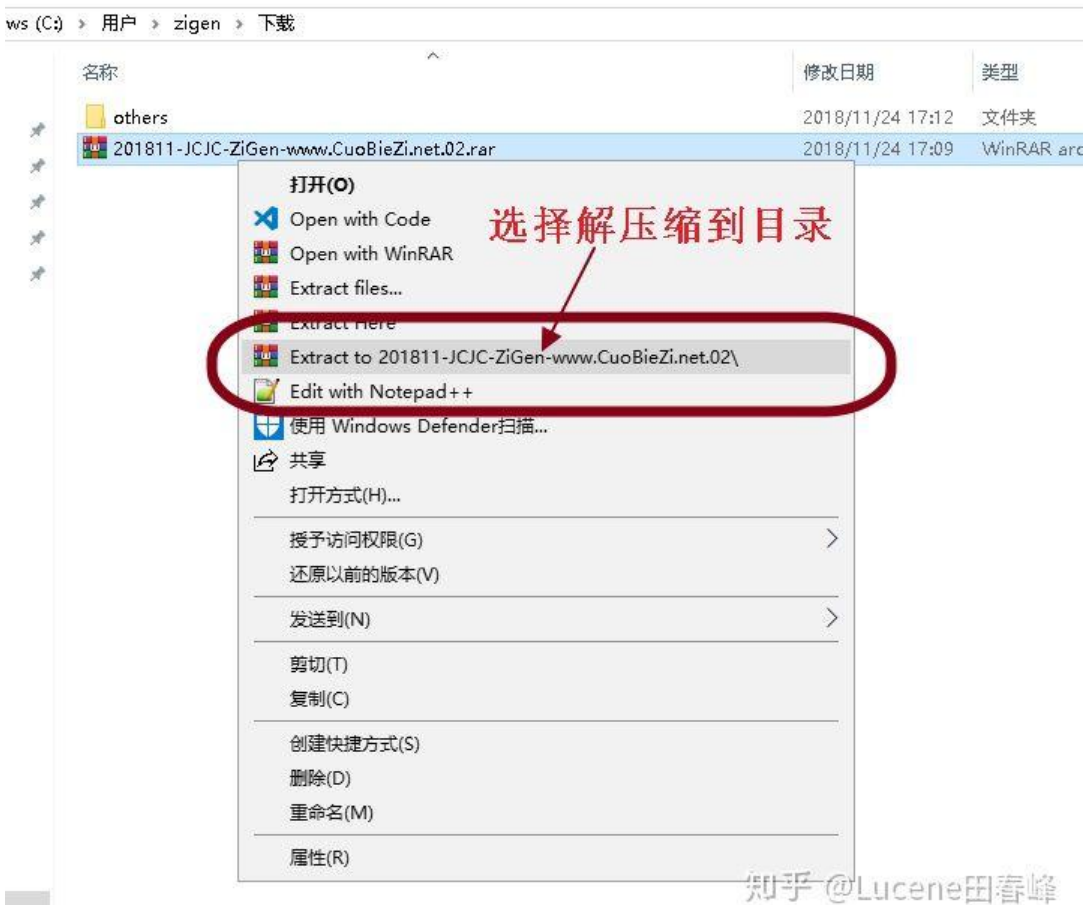 ws (C:) > 用户 > zigen > 下载
名称 修改日期 类型
others 2018/11/24 17:12 文件夹
201811-JCJC-ZiGen-www.CuoBieZi.net.02.rar 2018/11/24 17:09 WinRAR arc
打开(O)
Open with Code
选择解压缩到目录
Open with WinRAR
Extract files...
Extract Here
Extract to 201811-JCJC-ZiGen-www.CuoBieZi.net.02\
Edit with Notepad++
使用 Windows Defender扫描...
共享
打开方式(H)...
授予访问权限(G)
还原以前的版本(V)
发送到(N)
剪切(T)
复制(C)
创建快捷方式(S)
删除(D)
重命名(M)
属性(R)
知乎 @Lucene田春峰